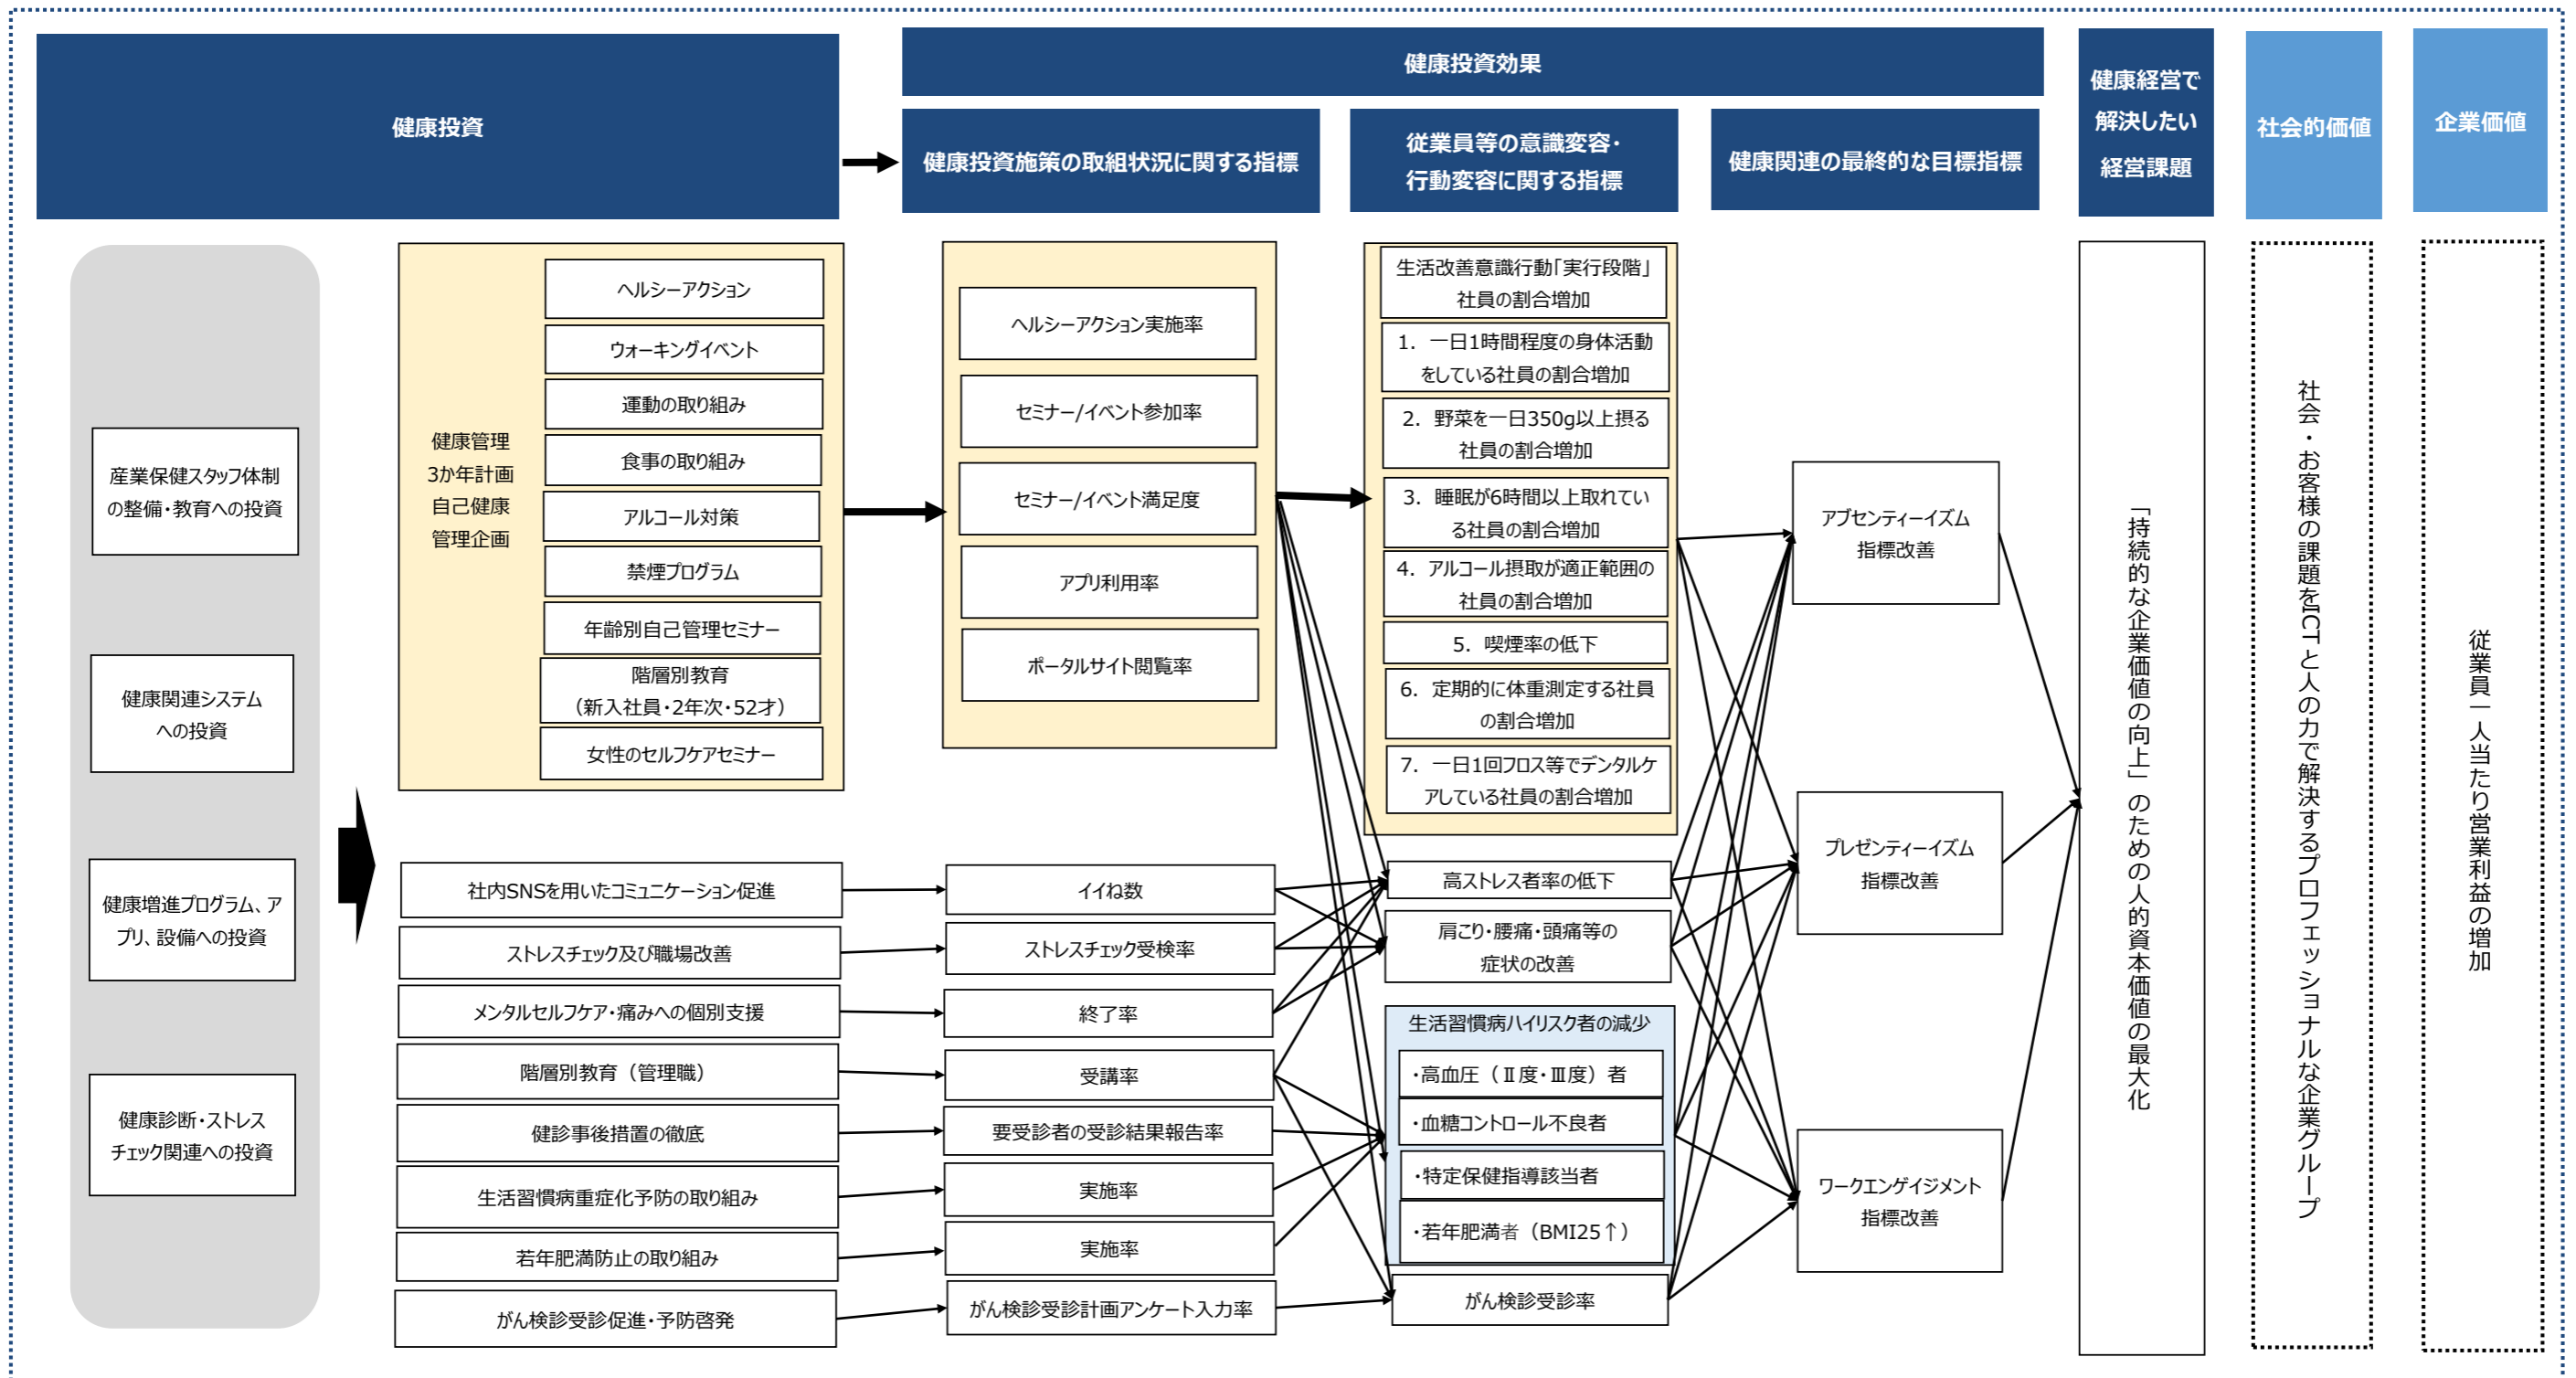 健康投資
健康投資効果
健康投資施策の取組状況に関する指標
従業員等の意識変容・
行動変容に関する指標
健康関連の最終的な目標指標
健康経営で
解決したい
経営課題
社会的価値
企業価値
産業保健スタッフ体制
の整備・教育への投資
健康関連システム
への投資
健康増進プログラム、ア
プリ、設備への投資
健康診断・ストレス
チェック関連への投資
健康管理
3か年計画
自己健康
管理企画
ヘルシーアクション
ウォーキングイベント
運動の取り組み
食事の取り組み
アルコール対策
禁煙プログラム
年齢別自己管理セミナー
階層別教育
（新入社員・2年次・52才）
女性のセルフケアセミナー
社内SNSを用いたコミュニケーション促進
ストレスチェック及び職場改善
メンタルセルフケア・痛みへの個別支援
階層別教育（管理職）
健診事後措置の徹底
生活習慣病重症化予防の取り組み
若年肥満防止の取り組み
がん検診受診促進・予防啓発
ヘルシーアクション実施率
セミナー/イベント参加率
セミナー/イベント満足度
アプリ利用率
ポータルサイト閲覧率
イイね数
ストレスチェック受検率
終了率
受講率
要受診者の受診結果報告率
実施率
実施率
がん検診受診計画アンケート入力率
生活改善意識行動「実行段階」
社員の割合増加
1．一日1時間程度の身体活動
をしている社員の割合増加
2．野菜を一日350g以上摂る
社員の割合増加
3．睡眠が6時間以上取れてい
る社員の割合増加
4．アルコール摂取が適正範囲の
社員の割合増加
5．喫煙率の低下
6．定期的に体重測定する社員
の割合増加
7．一日1回フロス等でデンタルケ
アしている社員の割合増加
高ストレス者率の低下
肩こり・腰痛・頭痛等の
症状の改善
生活習慣病ハイリスク者の減少
・高血圧（Ⅱ度・Ⅲ度）者
・血糖コントロール不良者
・特定保健指導該当者
・若年肥満者（BMI25↑）
がん検診受診率
アブセンティーイズム
指標改善
プレゼンティーイズム
指標改善
ワークエンゲイジメント
指標改善
「持続的な企業価値の向上」のための人的資本価値の最大化
社会・お客様の課題をICTと人の力で解決するプロフェッショナルな企業グループ
従業員一人当たり営業利益の増加